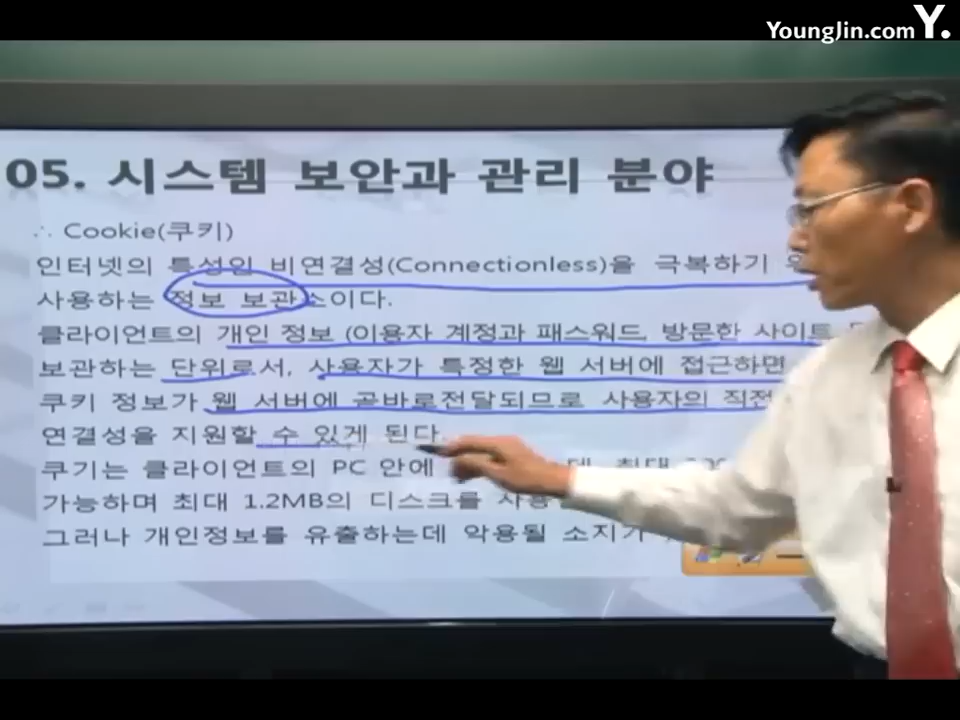 YoungJin.com Y.
05. 시스템 보안과 관리 분야
∴ Cookie(쿠키)
인터넷의 특성인 비연결성(Connectionless)을 극복하기
사용하는 정보 보관소이다.
클라이언트의 개인 정보 (이용자 계정과 패스워드, 방문한 사이트
보관하는 단위로서, 사용자가 특정한 웹 서버에 접근하면
쿠키 정보가 웹 서버에 곧바로전달되므로 사용자의 직전
연결성을 지원할 수 있게 된다.
쿠기는 클라이언트의 PC 안에 최대
가능하며 최대 1.2MB의 디스크를
그러나 개인정보를 유출하는데 악용될 소지가